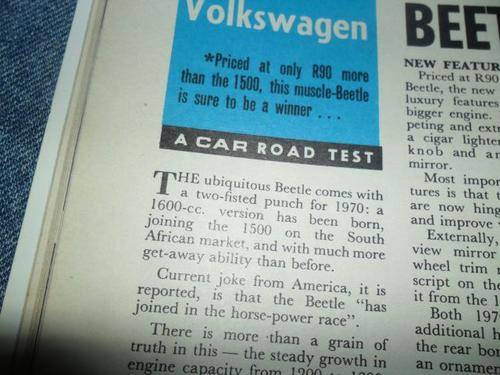 Volkswagen
*Priced at only R90 more
than the 1500, this muscle-Beetle
is sure to be a winner ...
A CAR ROAD TEST
THE ubiquitous Beetle comes with
a two-fisted punch for 1970: a
1600-cc. version has been born,
joining the 1500 on the South
African market, and with much more
get-away ability than before.
Current joke from America, it is
reported, is that the Beetle "has
joined in the horse-power race".
There is more than a grain of
truth in this — the steady growth in
engine capacity from 1200 to
NEW FEATUR
Priced at R90
Beetle, the new
luxury features
bigger engine.
peting and ext
a cigar lighter
knob and an
mirror.
Most impor
tures is that t
are now hing
and improve
Externally,
view mirror
wheel trim
script on the
it from the 1
Both 197
additional h
the rear bon
an ornamen